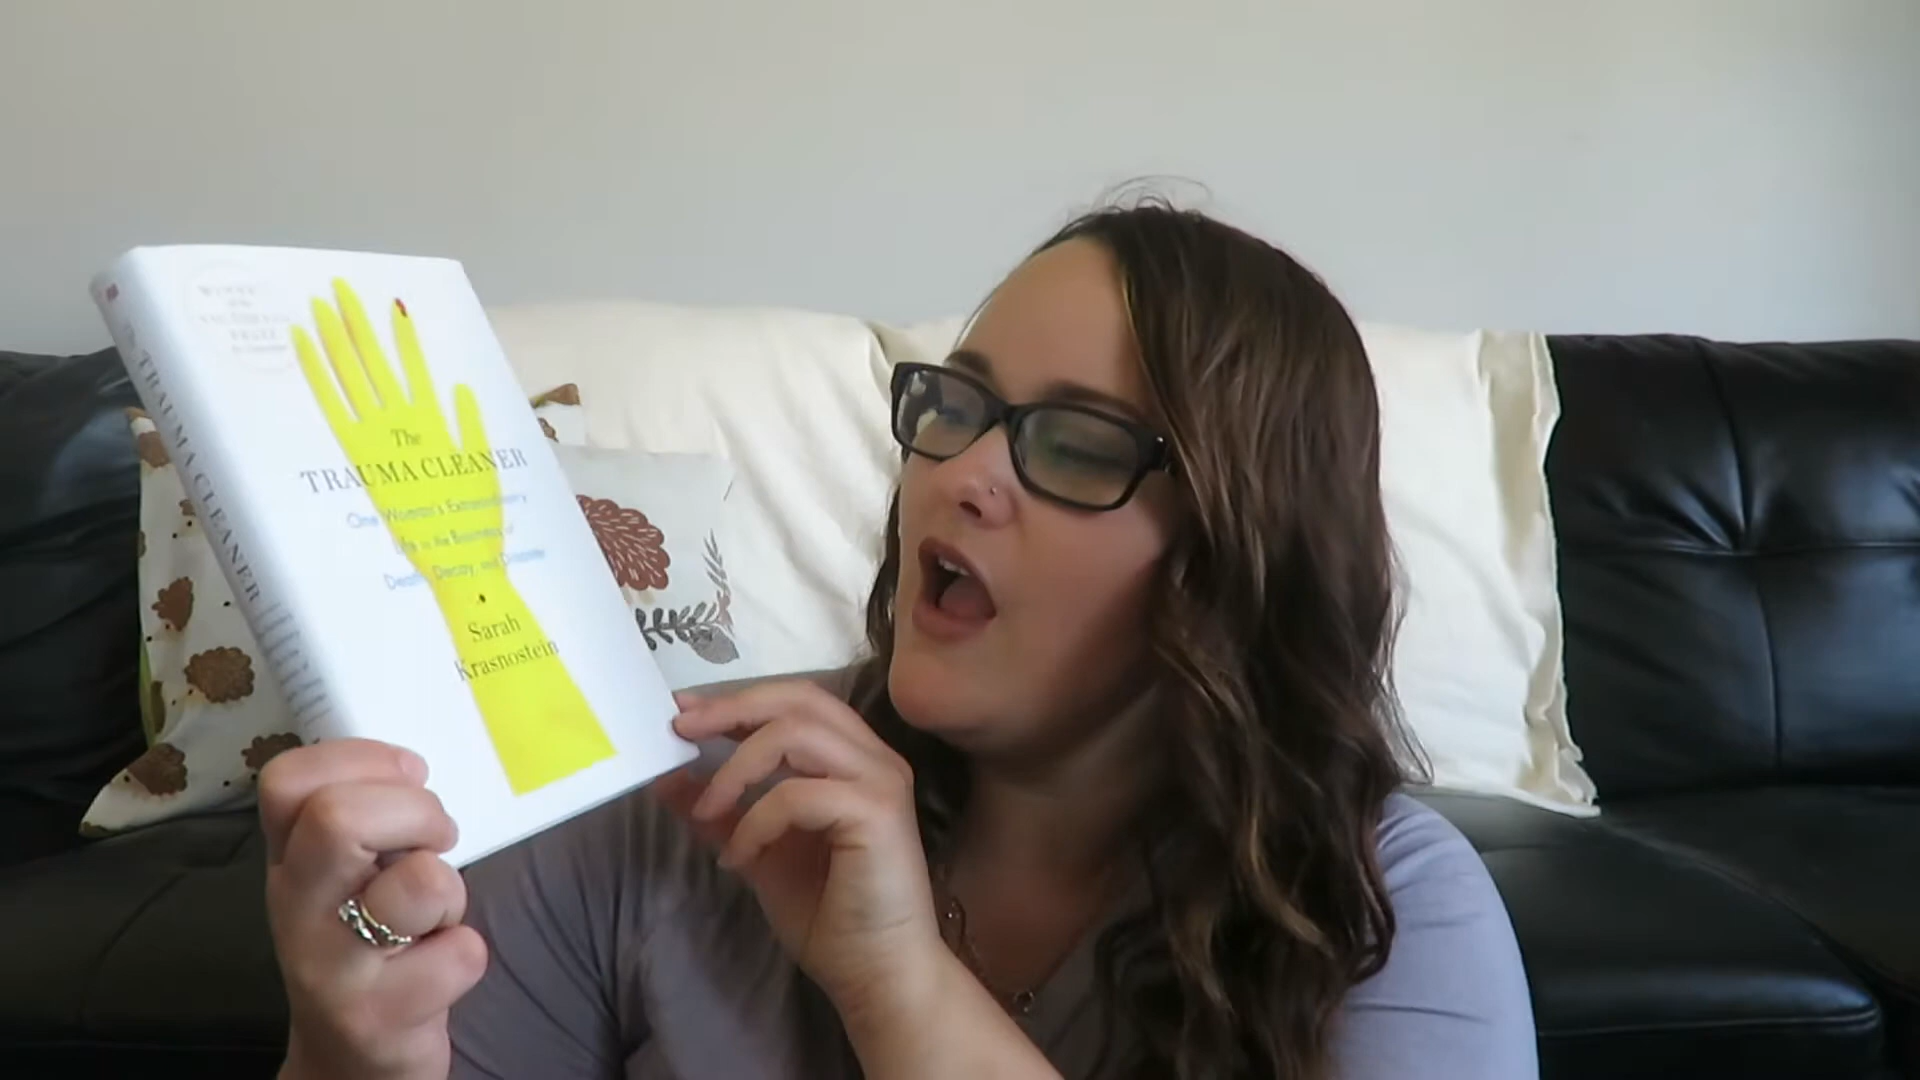 The
TRAUMA CLEANER
One Woman's Extraordinary
Life in the Business of
Death, Decay, and Disaster
Sarah
Krasnostein
The TRAUMA CLEANER